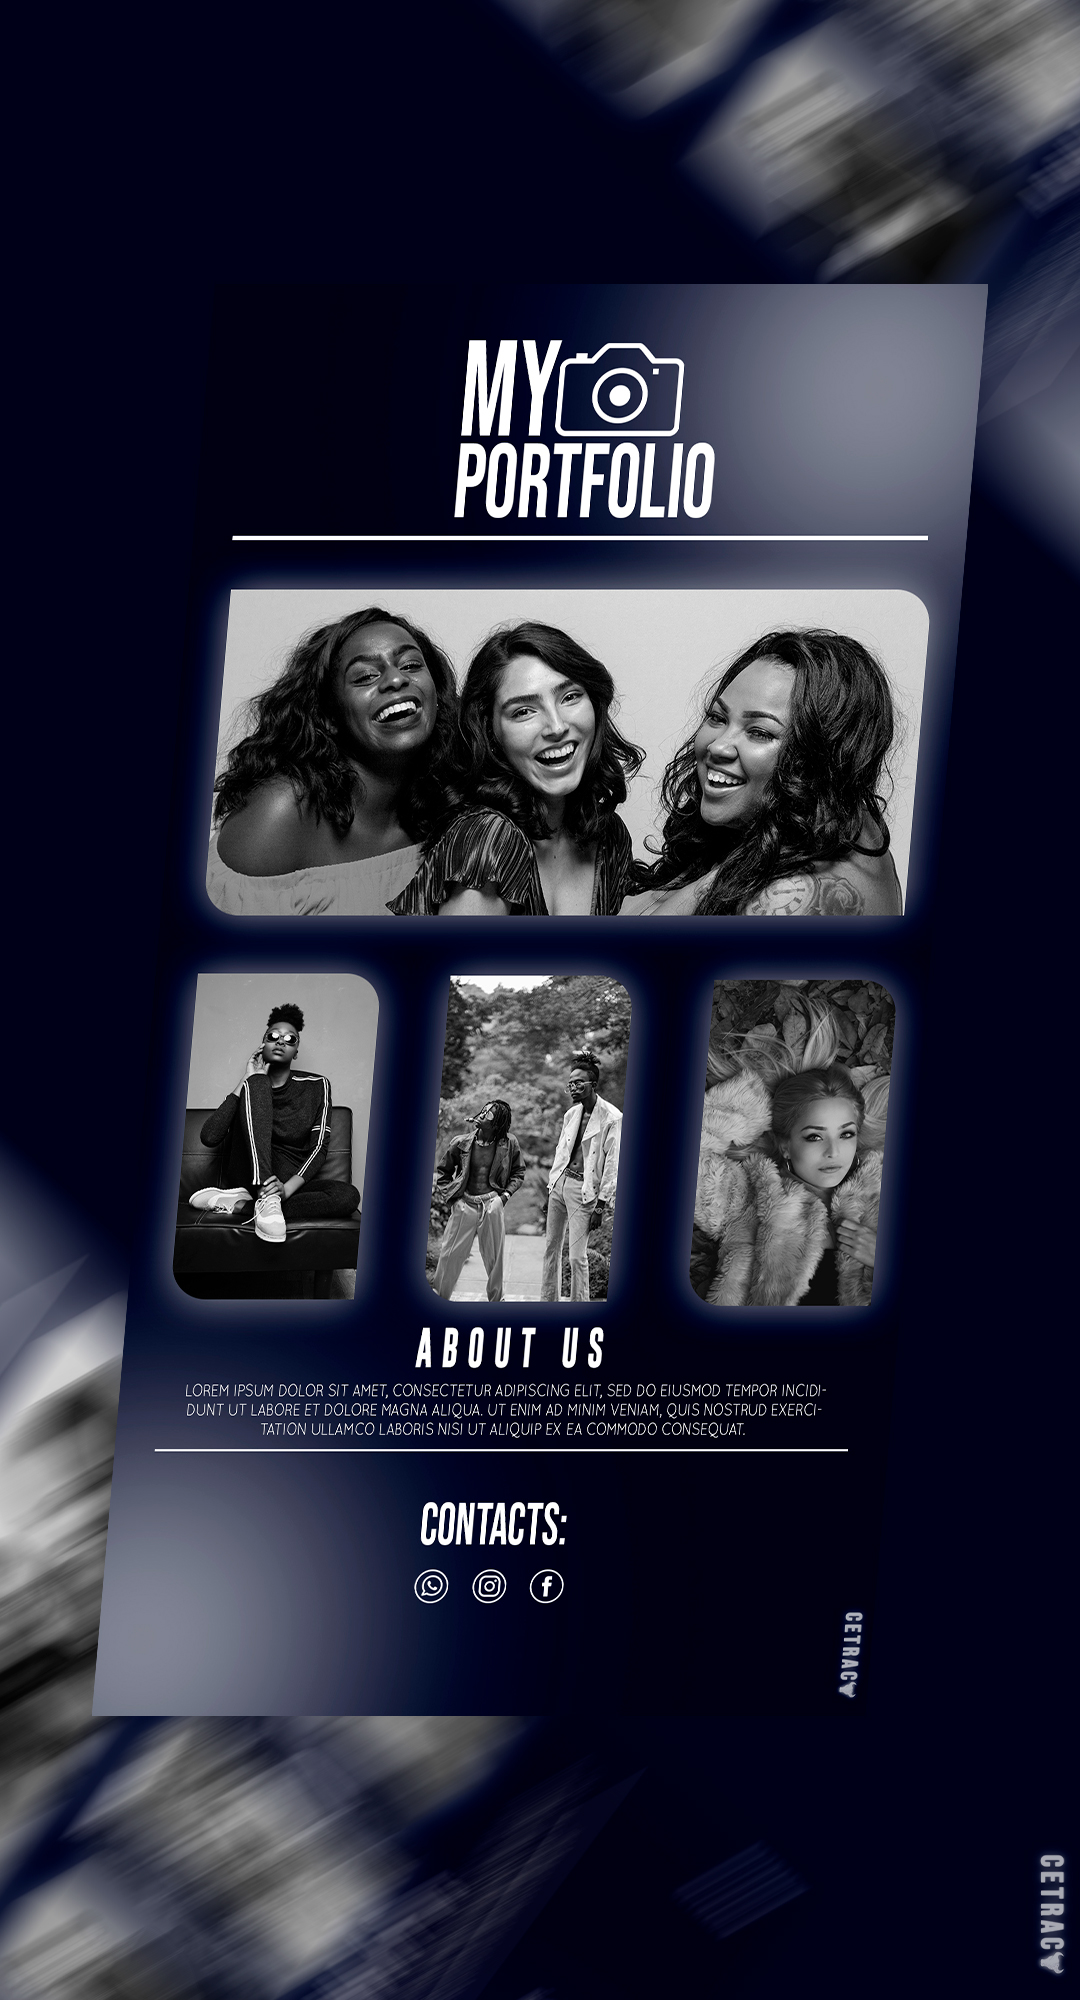 MY
PORTFOLIO
ABOUT US
LOREM IPSUM DOLOR SIT AMET, CONSECTETUR ADIPISCING ELIT, SED DO EIUSMOD TEMPOR INCIDI-
DUNT UT LABORE ET DOLORE MAGNA ALIQUA. UT ENIM AD MINIM VENIAM, QUIS NOSTRUD EXERCI-
TATION ULLAMCO LABORIS NISI UT ALIQUIP EX EA COMMODO CONSEQUAT.
CONTACTS:
CETRAC
CETRAC